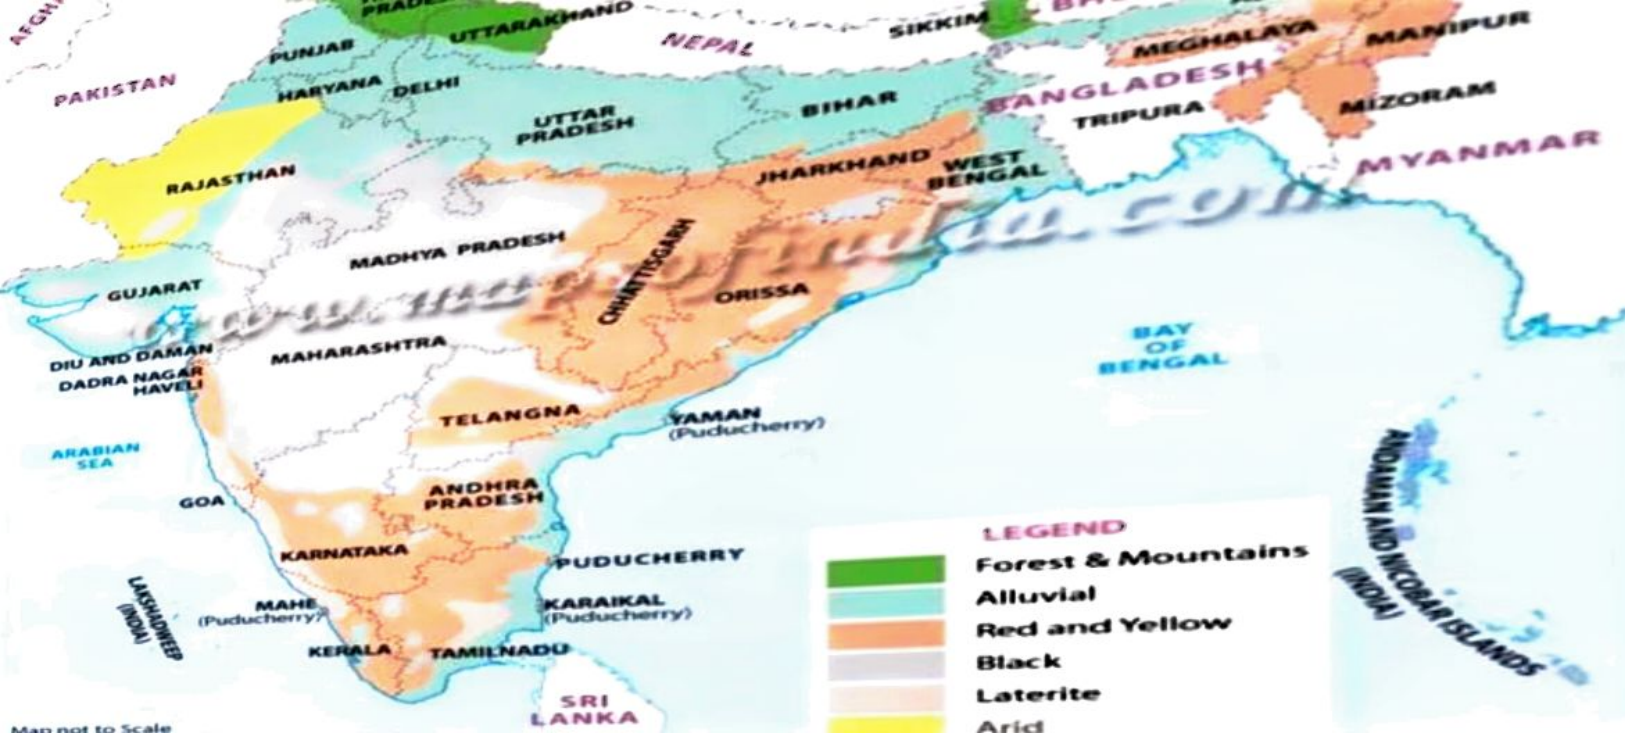 UTTARAKHAND
PUNJAB
NEPAL
SIKKIM
MEGHALAYA
MANIPUR
PAKISTAN
HARYANA
DELHI
UTTAR
PRADESH
BIHAR
BANGLADESH
TRIPURA
MIZORAM
MYANMAR
RAJASTHAN
JHARKHAND
WEST
BENGAL
MADHYA PRADESH
CHHATTISGARH
GUJARAT
ORISSA
www.mapsofindia.com
DIU AND DAMAN
DADRA NAGAR
HAVELI
MAHARASHTRA
BAY
OF
BENGAL
TELANGNA
YAMAN
(Puducherry)
ARABIAN
SEA
GOA
ANDHRA
PRADESH
KARNATAKA
PUDUCHERRY
LAKSHADWEEP
(INDIA)
MAHE
(Puducherry)
KARAIKAL
(Puducherry)
KERALA
TAMILNADU
SRI
LANKA
ANDAMAN AND NICOBAR ISLANDS
(INDIA)
LEGEND
Forest & Mountains
Alluvial
Red and Yellow
Black
Laterite
Arid
Map not to Scale